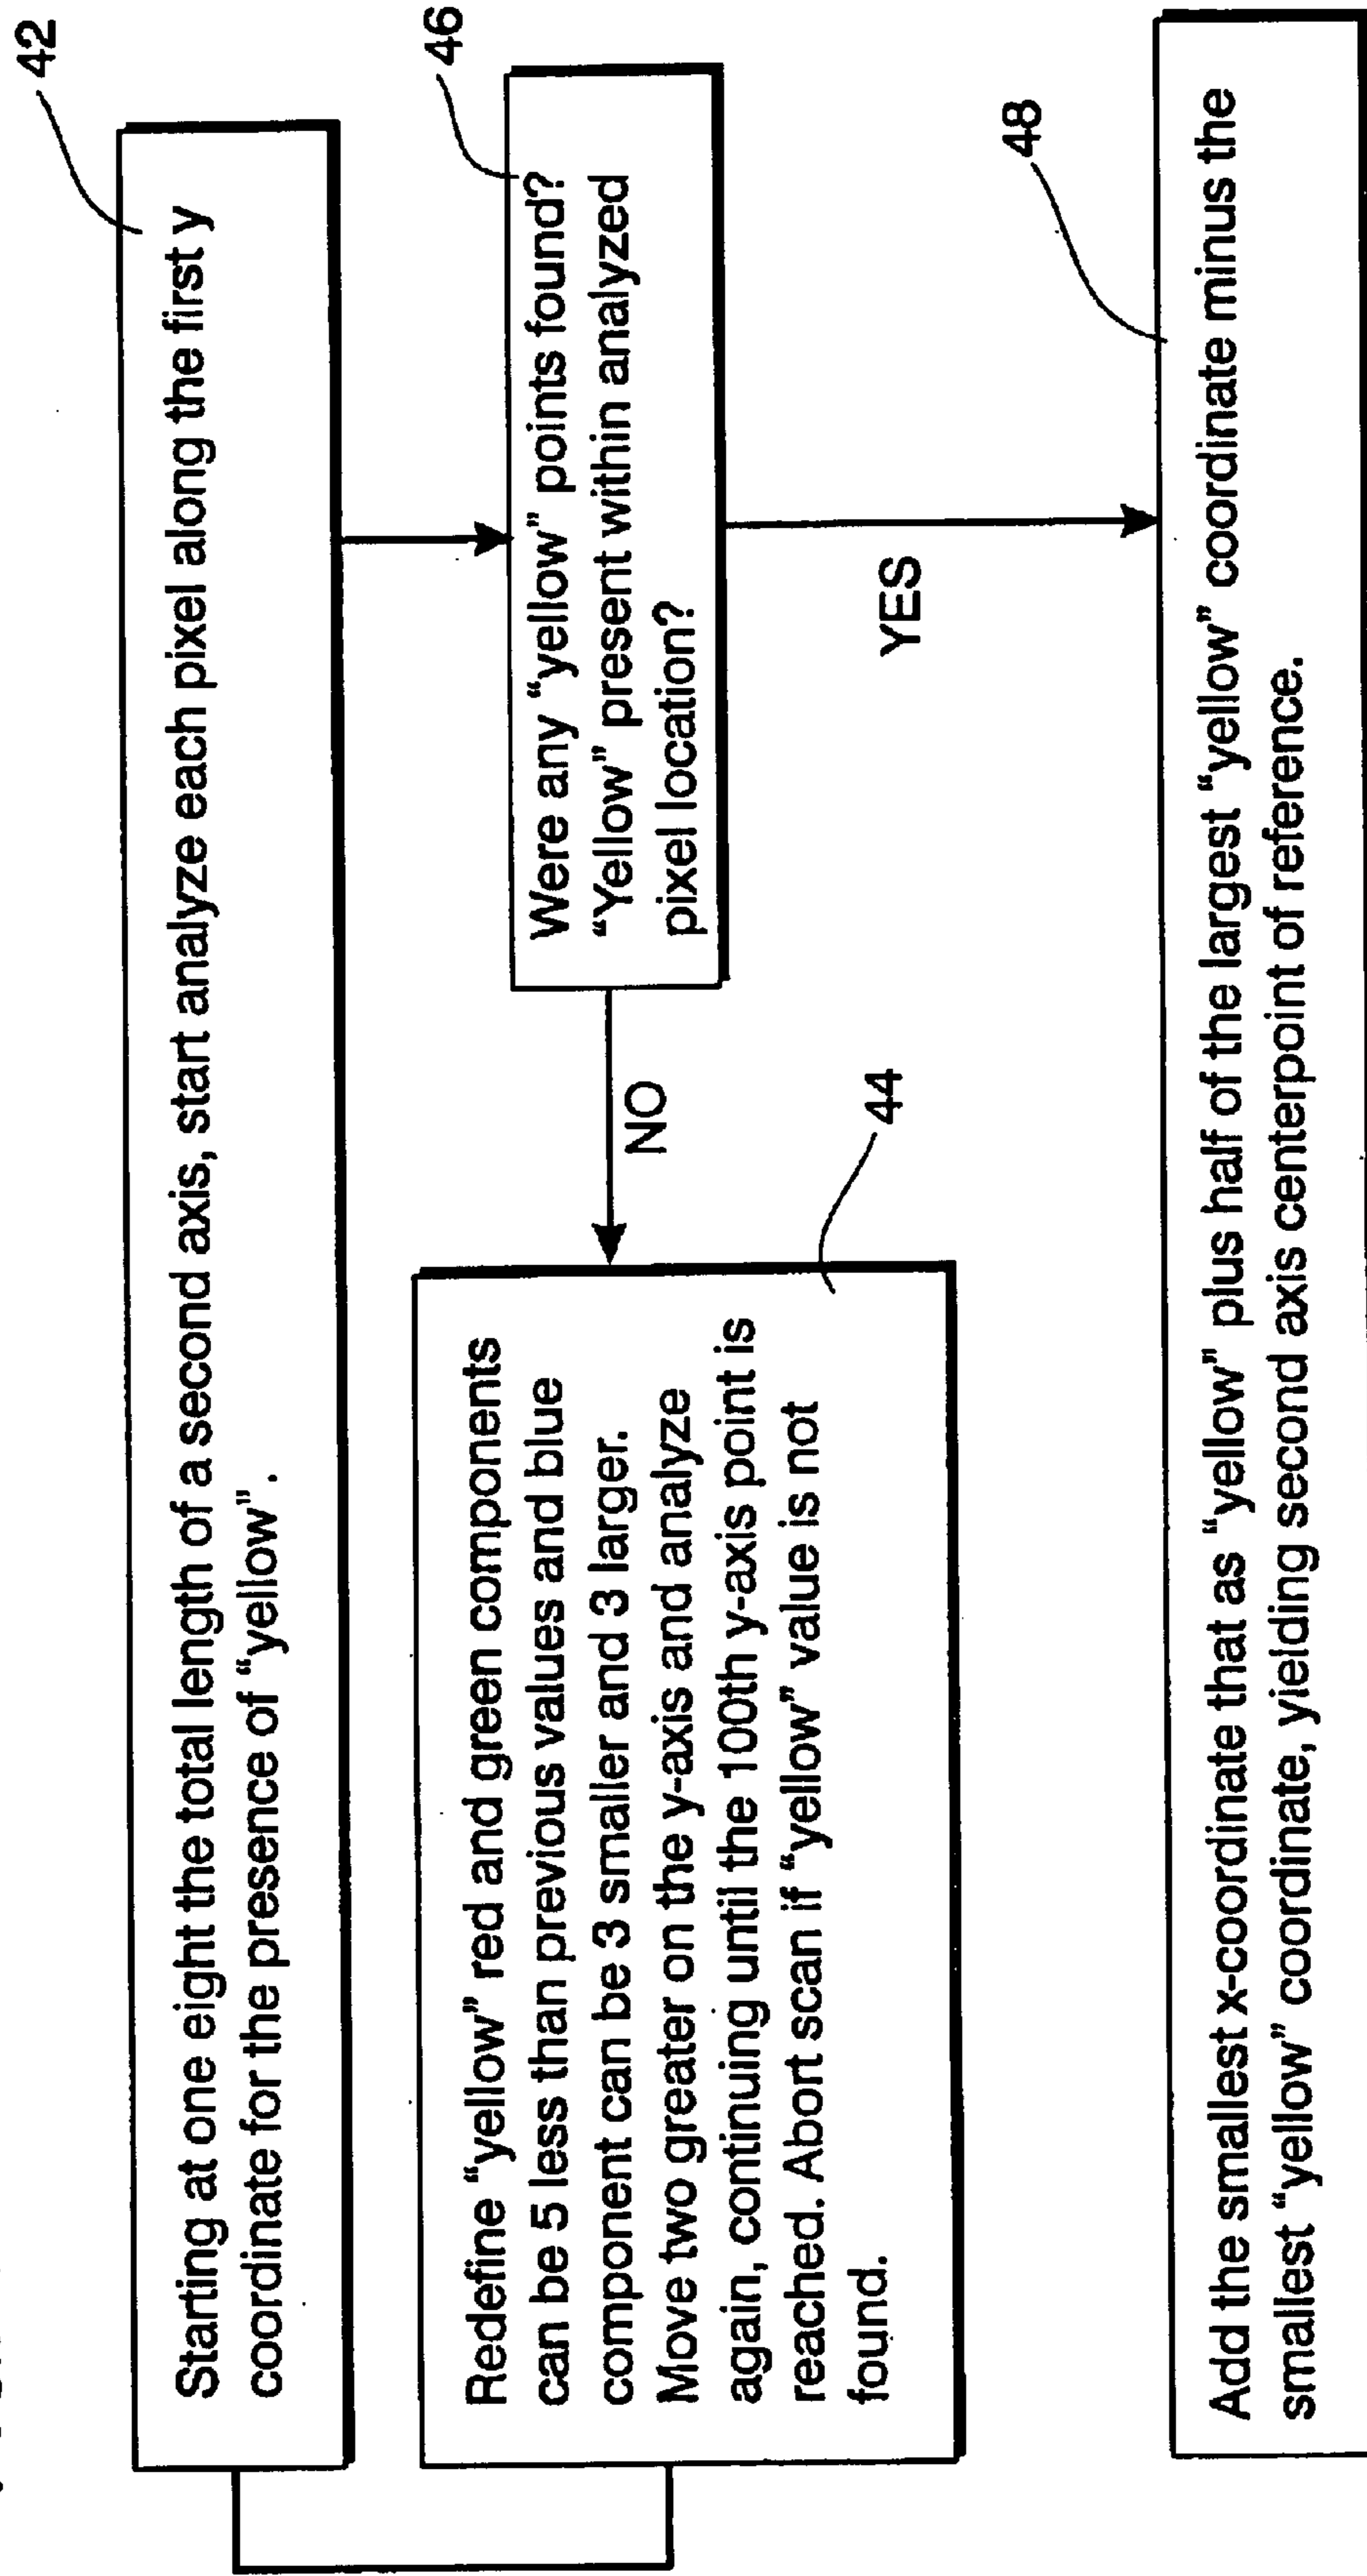 42
Starting at one eight the total length of a second axis, start analyze each pixel along the first y
coordinate for the presence of “yellow”.
46
Were any “yellow” points found?
“Yellow” present within analyzed
pixel location?
NO
44
Redefine “yellow” red and green components
can be 5 less than previous values and blue
component can be 3 smaller and 3 larger.
Move two greater on the y-axis and analyze
again, continuing until the 100th y-axis point is
reached. Abort scan if “yellow” value is not
found.
YES
48
Add the smallest x-coordinate that as “yellow” plus half of the largest “yellow” coordinate minus the
smallest “yellow” coordinate, yielding second axis centerpoint of reference.